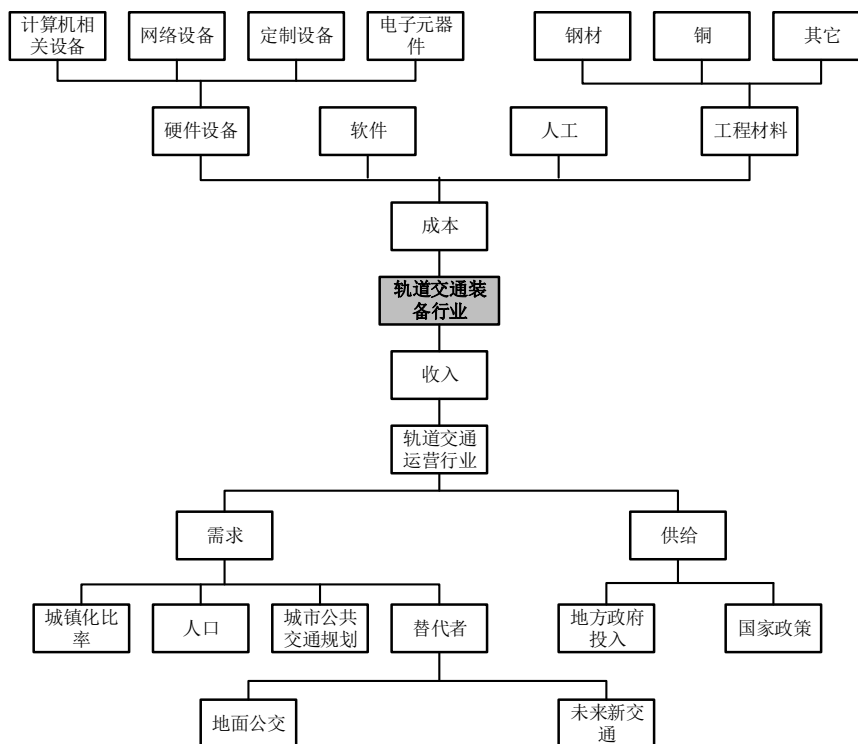 计算机相
关设备
网络设备
定制设备
电子元器
件
钢材
铜
其它
硬件设备
软件
人工
工程材料
成本
轨道交通装
备行业
收入
轨道交通
运营行业
需求
供给
城镇化比
率
人口
城市公共
交通规划
替代者
地方政府
投入
国家政策
地面公交
未来新交
通